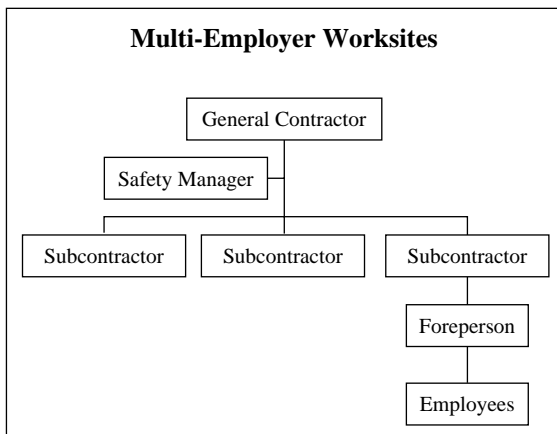 Multi-Employer Worksites
General Contractor
Safety Manager
Subcontractor
Subcontractor
Subcontractor
Foreperson
Employees